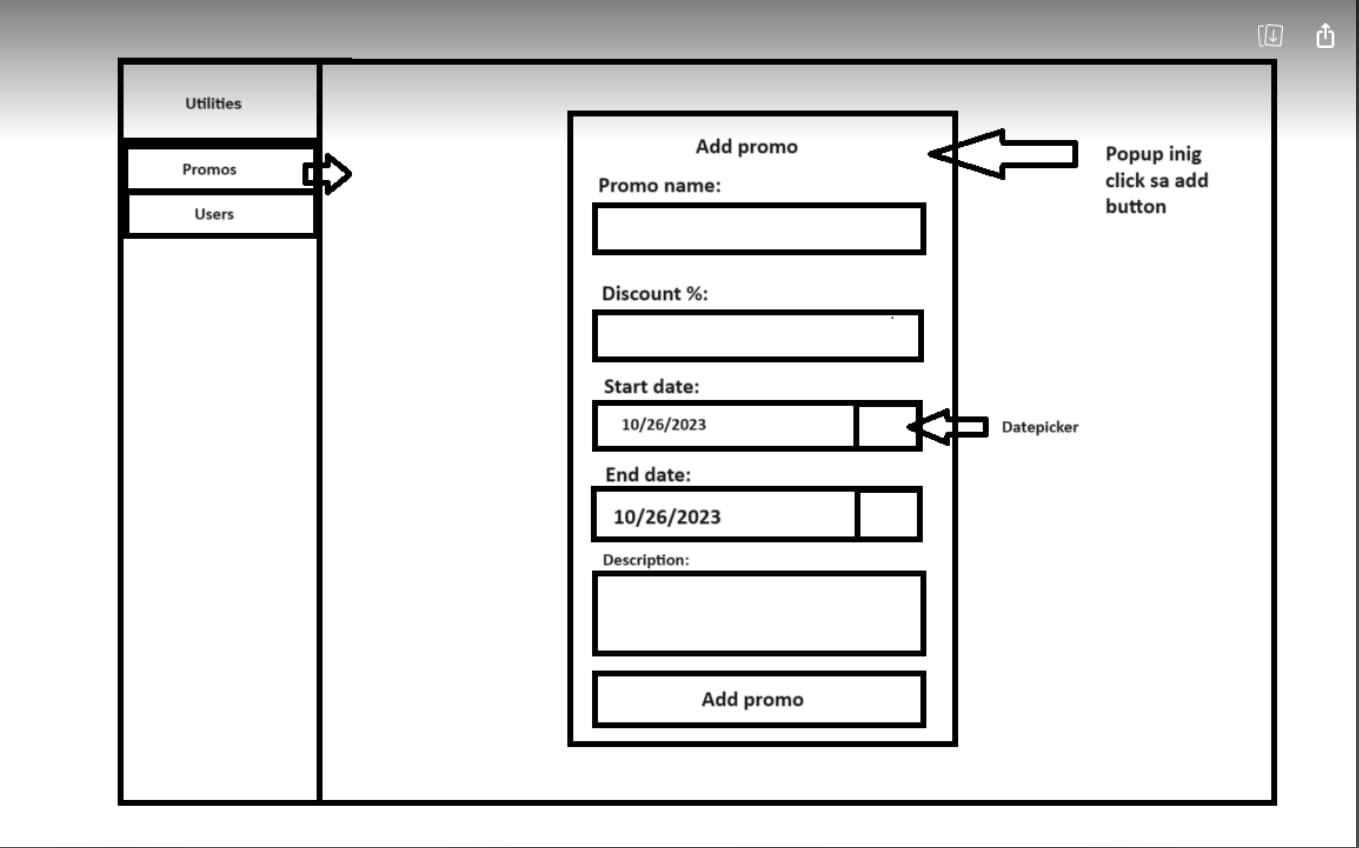 Utilities
Promos
Users
Add promo
Promo name:
Discount %:
Start date:
10/26/2023
End date:
10/26/2023
Description:
Add promo
Popup inig
click sa add
button
Datepicker